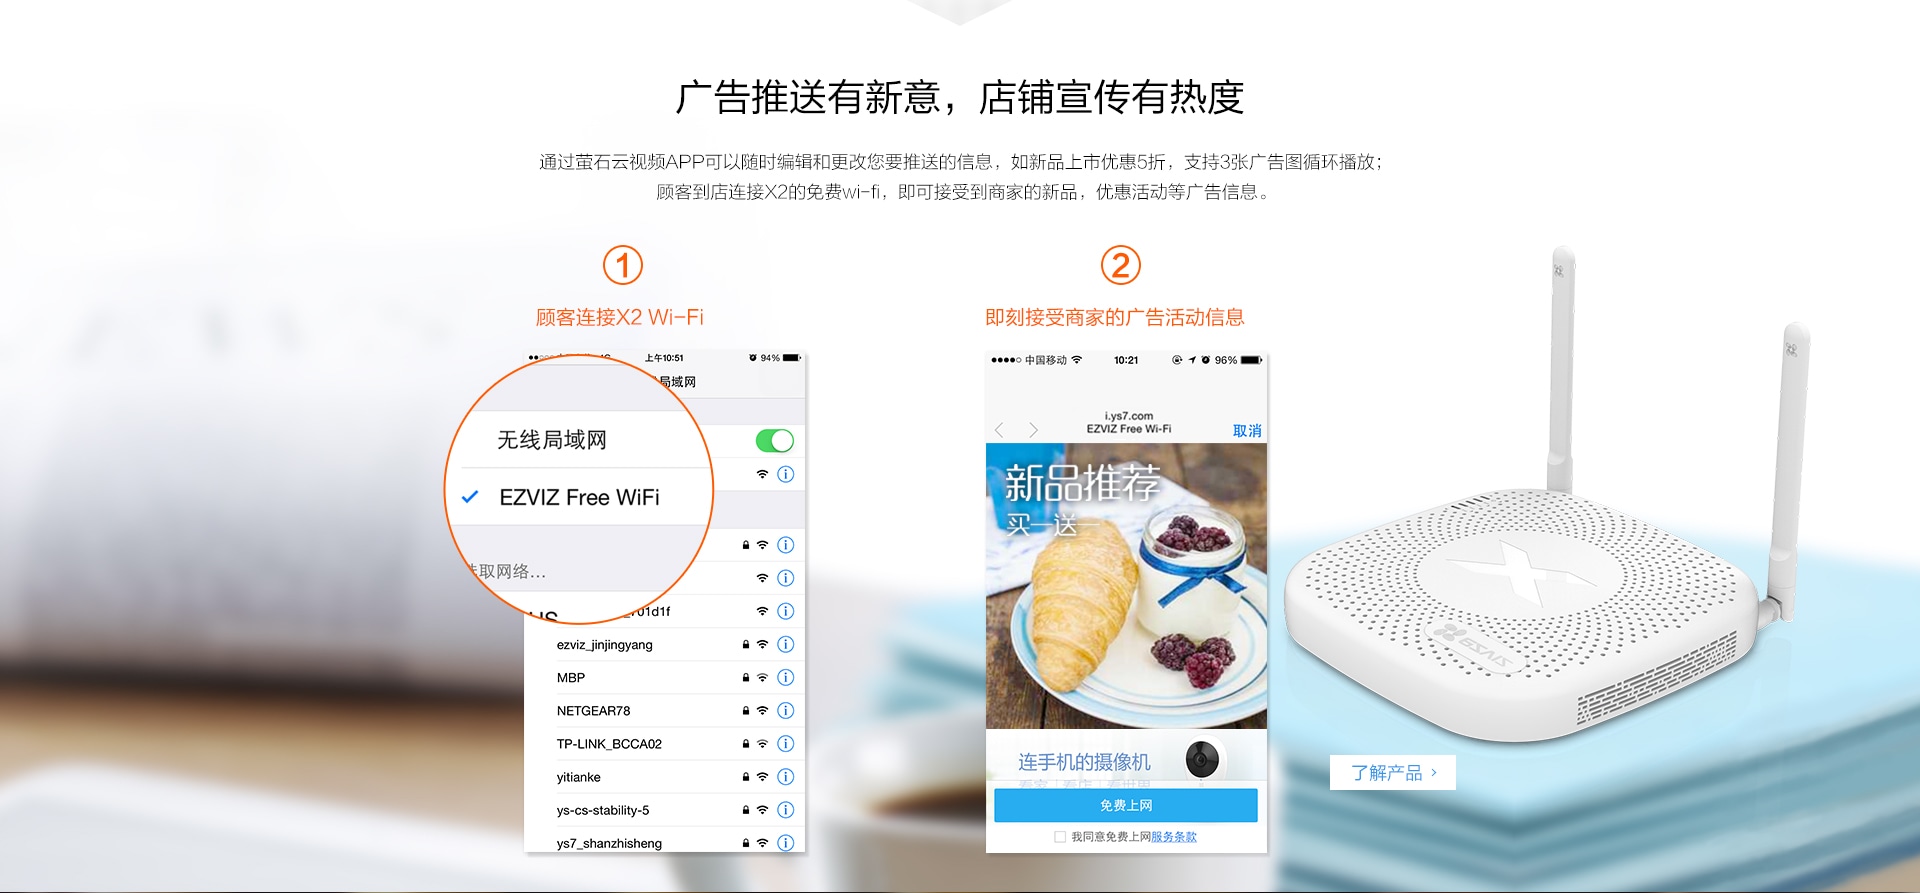 广告推送有新意，店铺宣传有热度
通过萤石云视频APP可以随时编辑和更改您要推送的信息，如新品上市优惠5折，支持3张广告图循环播放；
顾客到店连接X2的免费wi-fi，即可接受到商家的新品，优惠活动等广告信息。
1
顾客连接X2 Wi-Fi
上午10:51
94%
局域网
无线局域网
EZVIZ Free WiFi
取网络...
701d1f
ezviz_jinjingyang
MBP
NETGEAR78
TP-LINK_BCCA02
yitianke
ys-cs-stability-5
ys7_shanzhisheng
2
即刻接受商家的广告活动信息
中国移动
10:21
96%
i.ys7.com
EZVIZ Free Wi-Fi
取消
新品推荐
买一送一
连手机的摄像机
免费上网
我同意免费上网服务条款
EZVIZ
了解产品 >